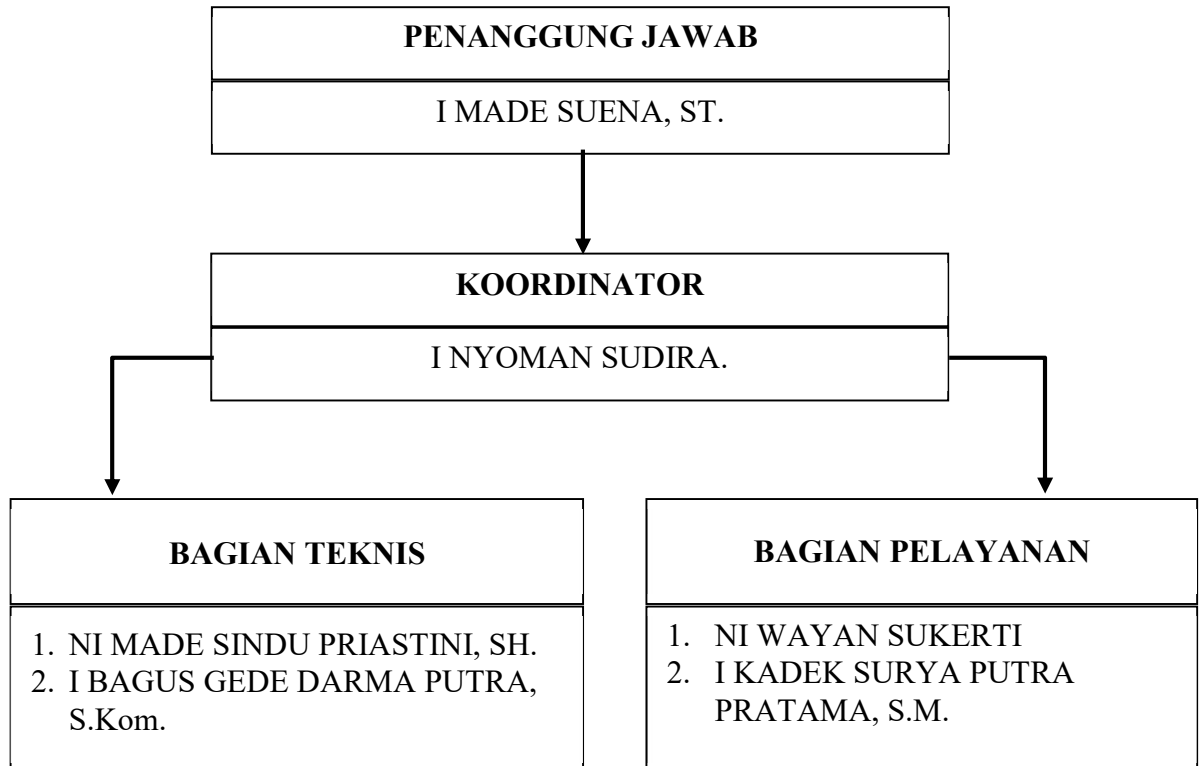 PENANGGUNG JAWAB
I MADE SUENA, ST.
KOORDINATOR
I NYOMAN SUDIRA.
BAGIAN TEKNIS
1. NI MADE SINDU PRIASTINI, SH.
2. I BAGUS GEDE DARMA PUTRA,
S.Kom.
BAGIAN PELAYANAN
1. NI WAYAN SUKERTI
2. I KADEK SURYA PUTRA
PRATAMA, S.M.